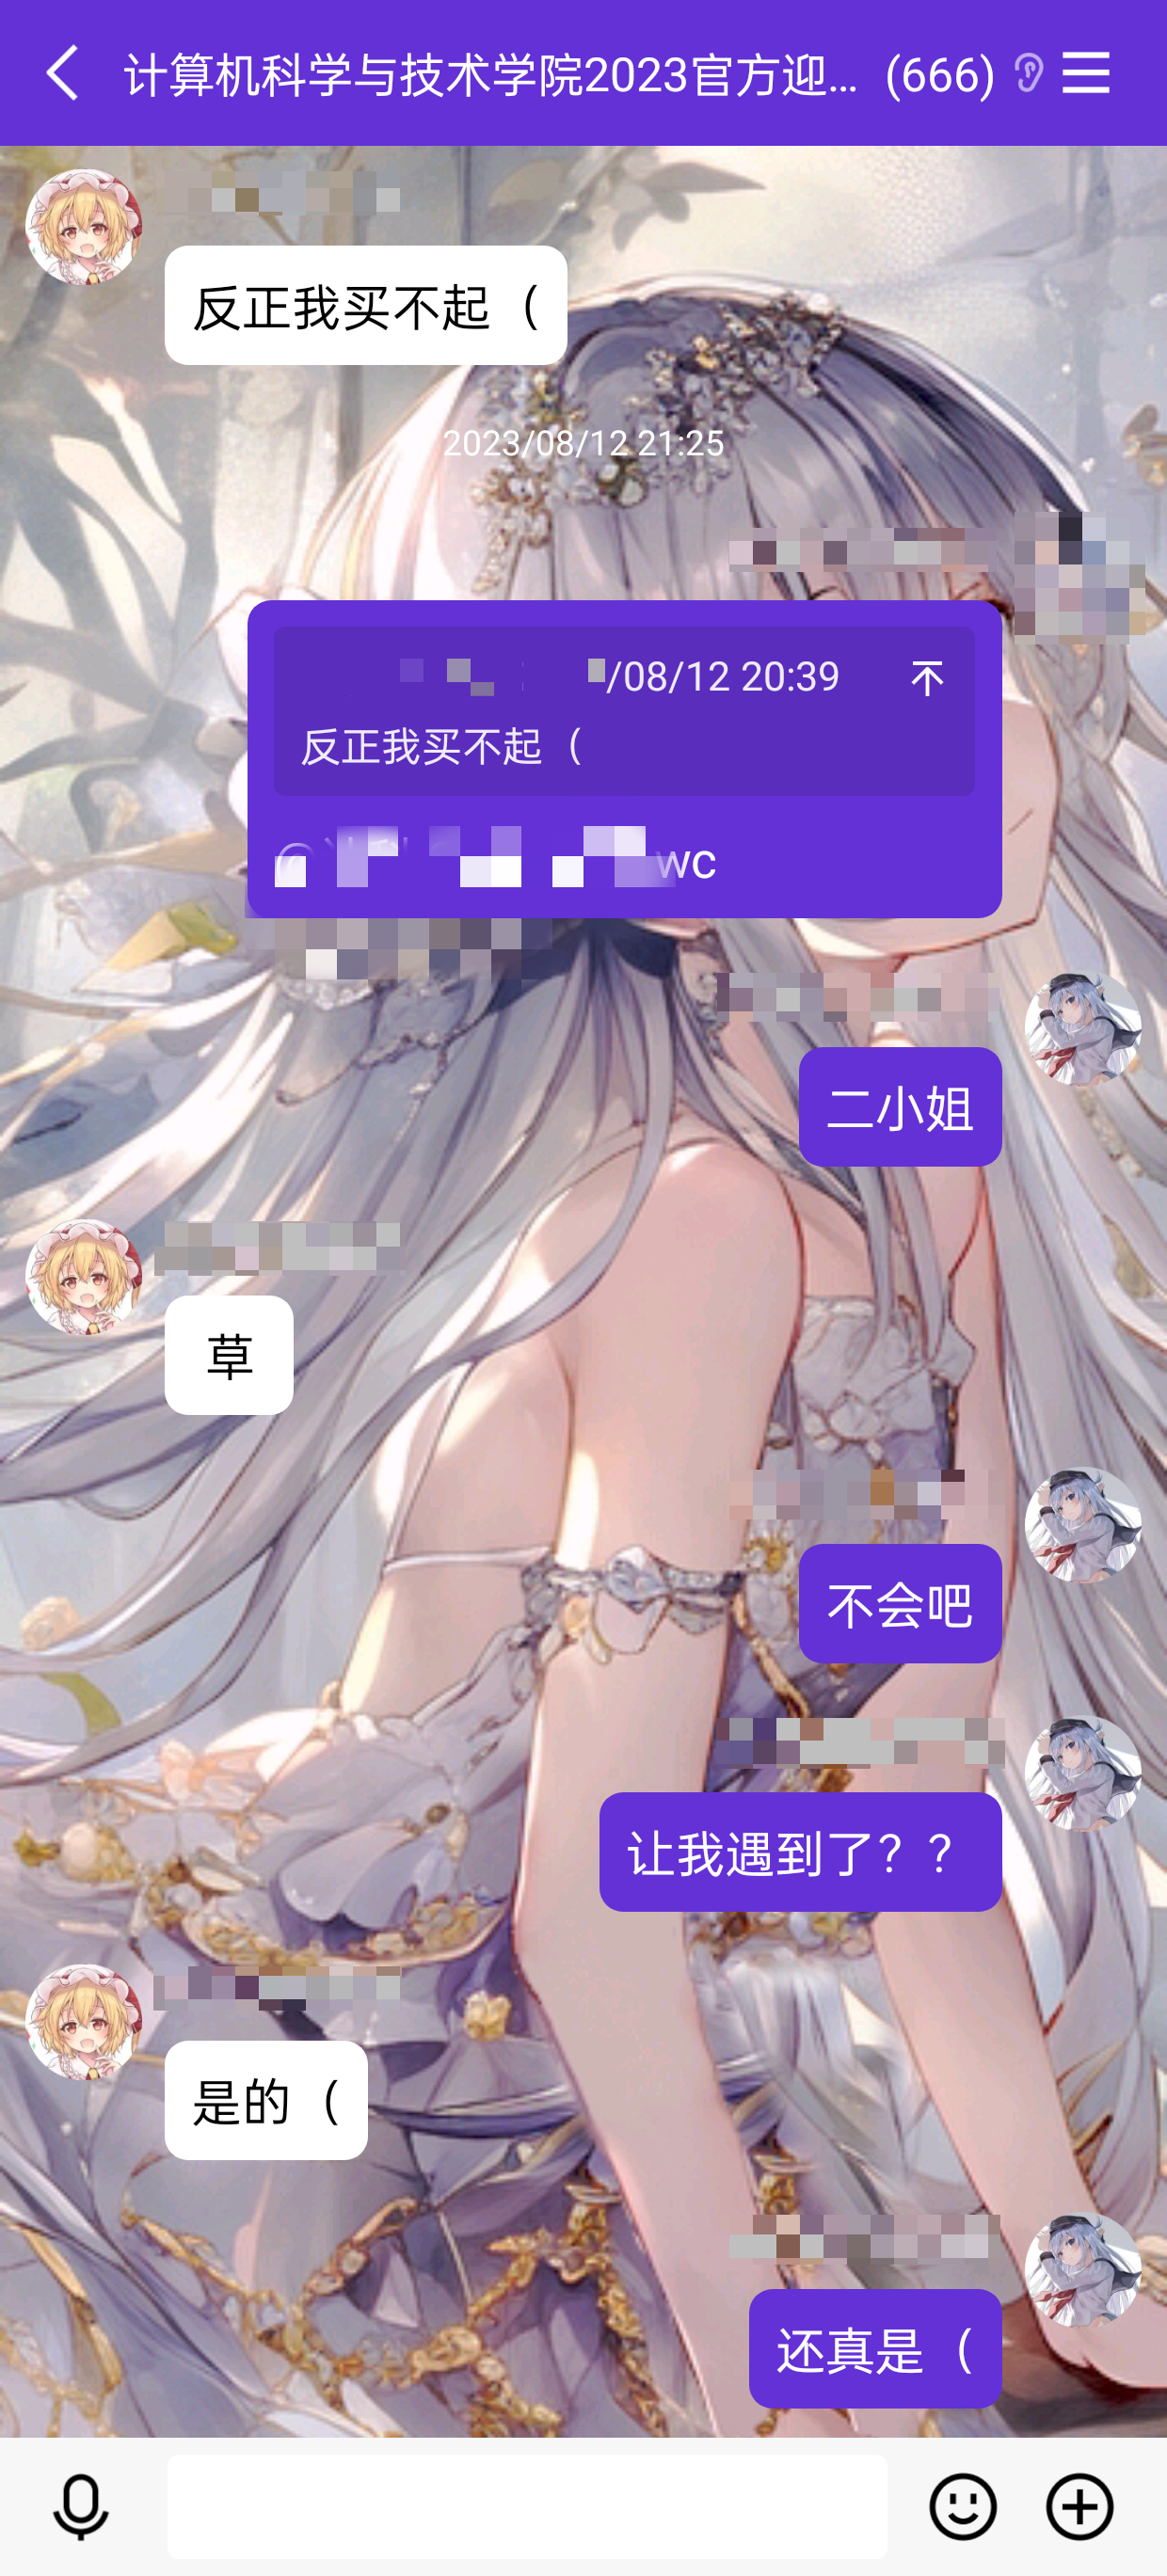 计算机科学与技术学院2023官方迎... (666)
反正我买不起（
2023/08/12 21:25
/08/12 20:39
反正我买不起（
wc
二小姐
草
不会吧
让我遇到了？？
是的（
还真是（